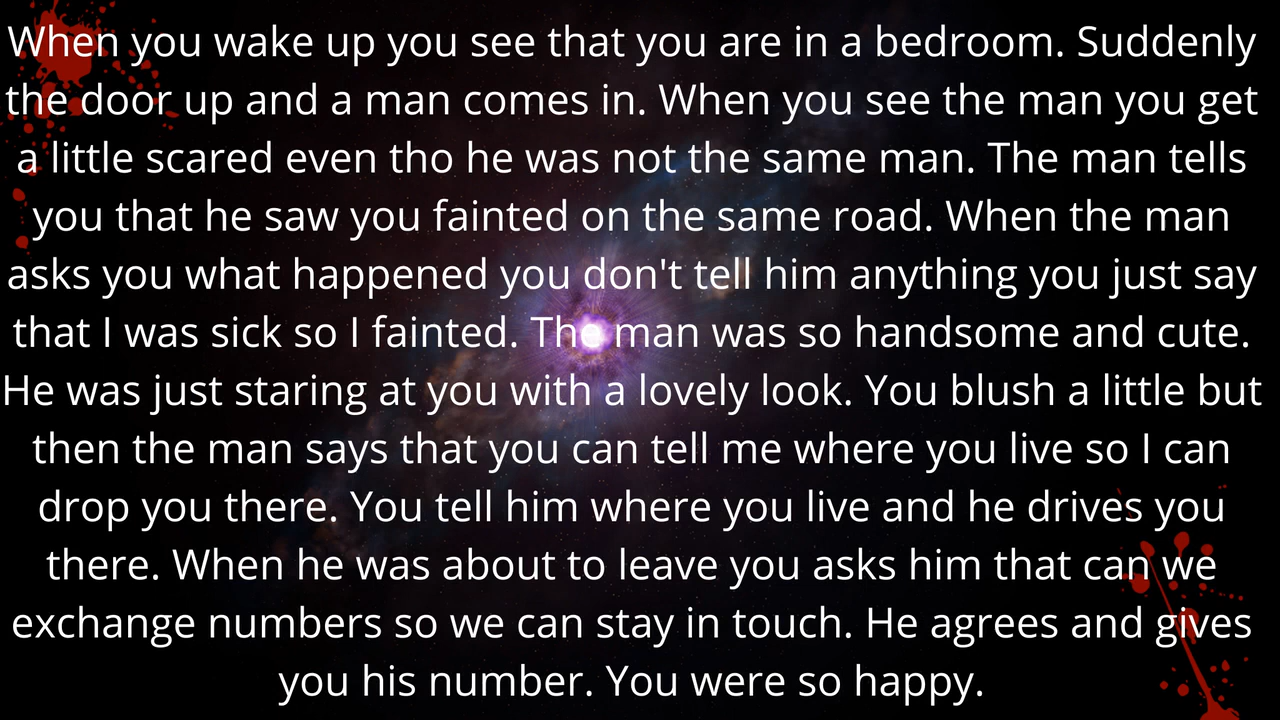 When you wake up you see that you are in a bedroom. Suddenly
the door up and a man comes in. When you see the man you get
a little scared even tho he was not the same man. The man tells
you that he saw you fainted on the same road. When the man
asks you what happened you don't tell him anything you just say
that I was sick so I fainted. The man was so handsome and cute.
He was just staring at you with a lovely look. You blush a little but
then the man says that you can tell me where you live so I can
drop you there. You tell him where you live and he drives you
there. When he was about to leave you asks him that can we
exchange numbers so we can stay in touch. He agrees and gives
you his number. You were so happy.